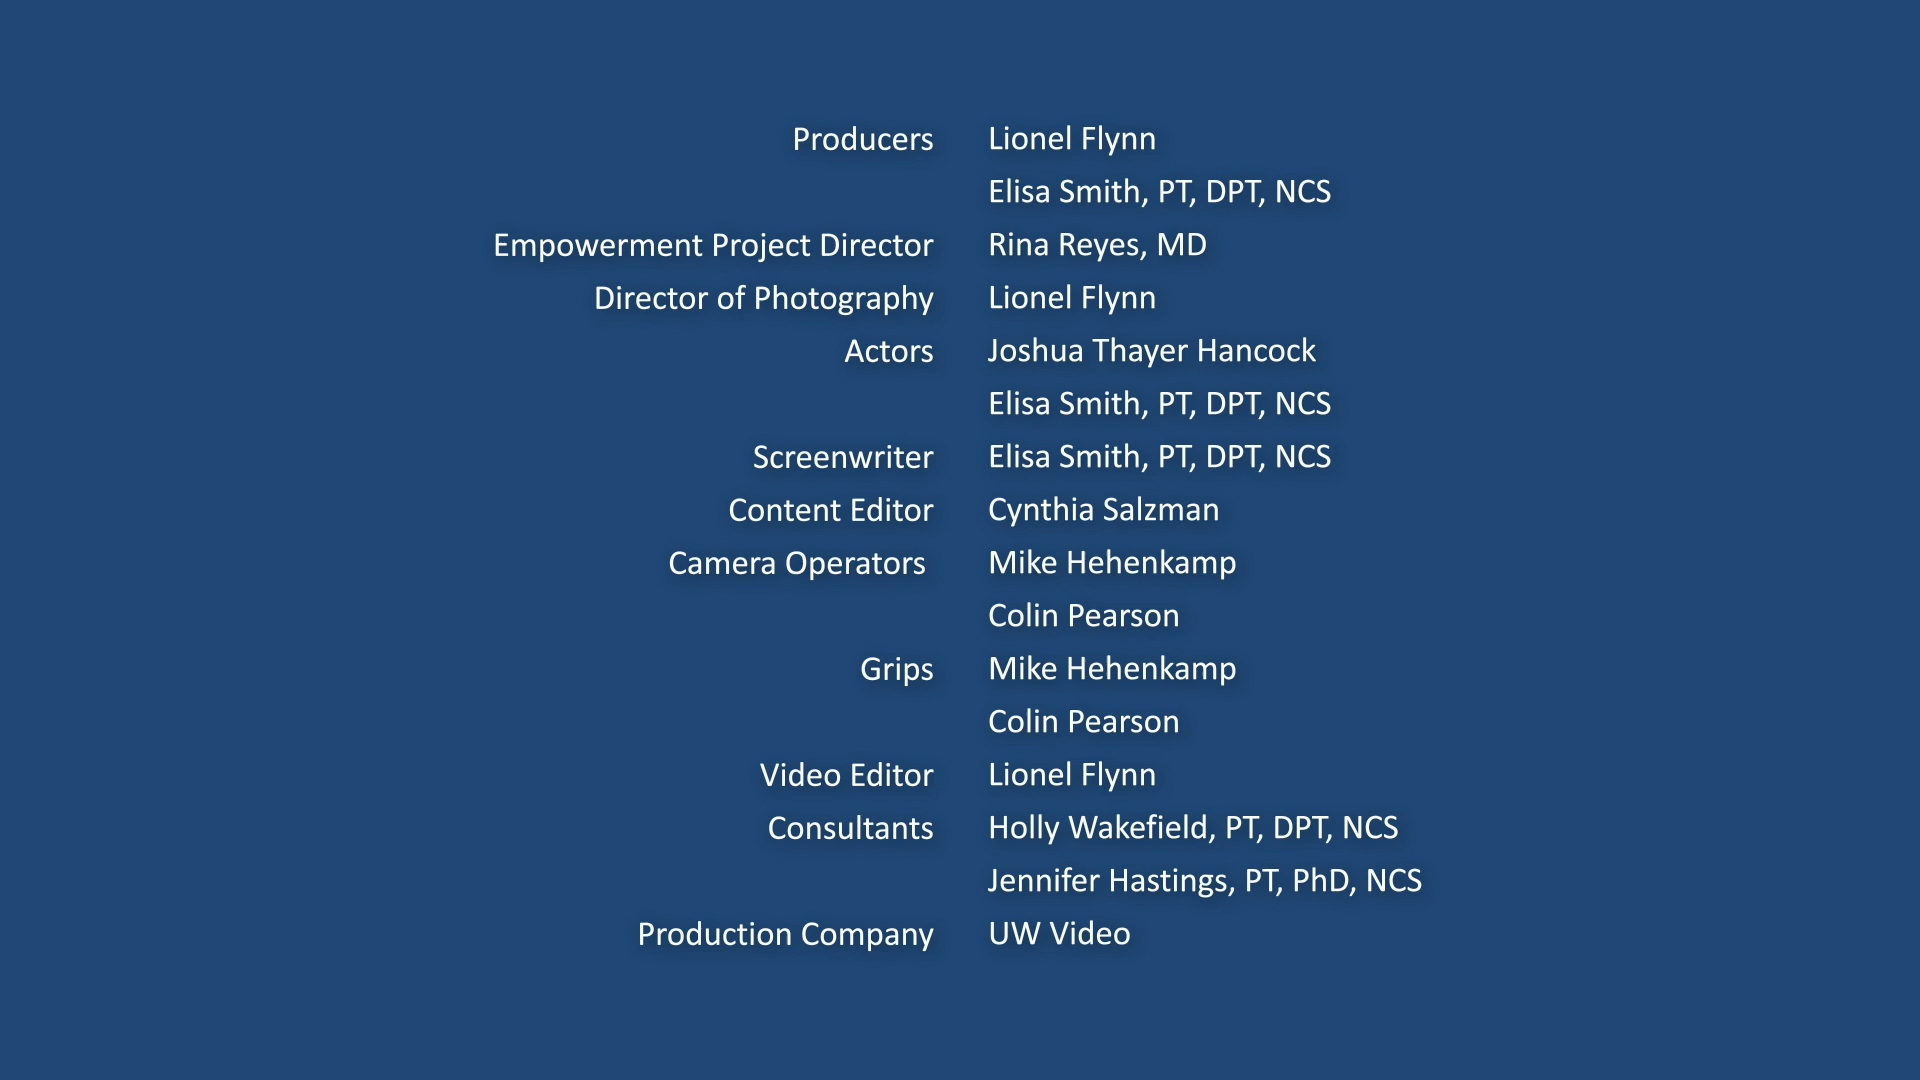 Producers Lionel Flynn
Elisa Smith, PT, DPT, NCS
Empowerment Project Director Rina Reyes, MD
Director of Photography Lionel Flynn
Actors Joshua Thayer Hancock
Elisa Smith, PT, DPT, NCS
Screenwriter Elisa Smith, PT, DPT, NCS
Content Editor Cynthia Salzman
Camera Operators Mike Hehenkamp
Colin Pearson
Grips Mike Hehenkamp
Colin Pearson
Video Editor Lionel Flynn
Consultants Holly Wakefield, PT, DPT, NCS
Jennifer Hastings, PT, PhD, NCS
Production Company UW Video